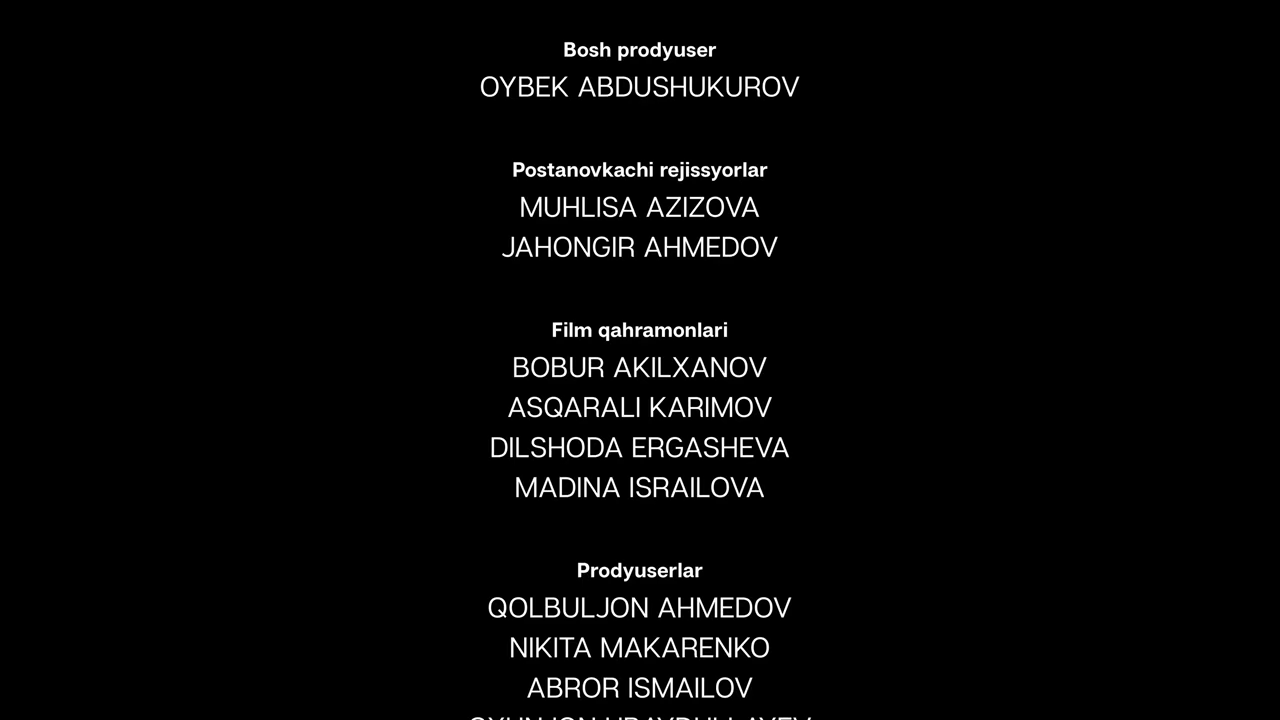 Bosh prodyuser
OYBEK ABDUSHUKUROV
Postanovkachi rejissyorlar
MUHLISA AZIZOVA
JAHONGIR AHMEDOV
Film qahramonlari
BOBUR AKILXANOV
ASQARALI KARIMOV
DILSHODA ERGASHEVA
MADINA ISRAILOVA
Prodyuserlar
QOLBULJON AHMEDOV
NIKITA MAKARENKO
ABROR ISMAILOV